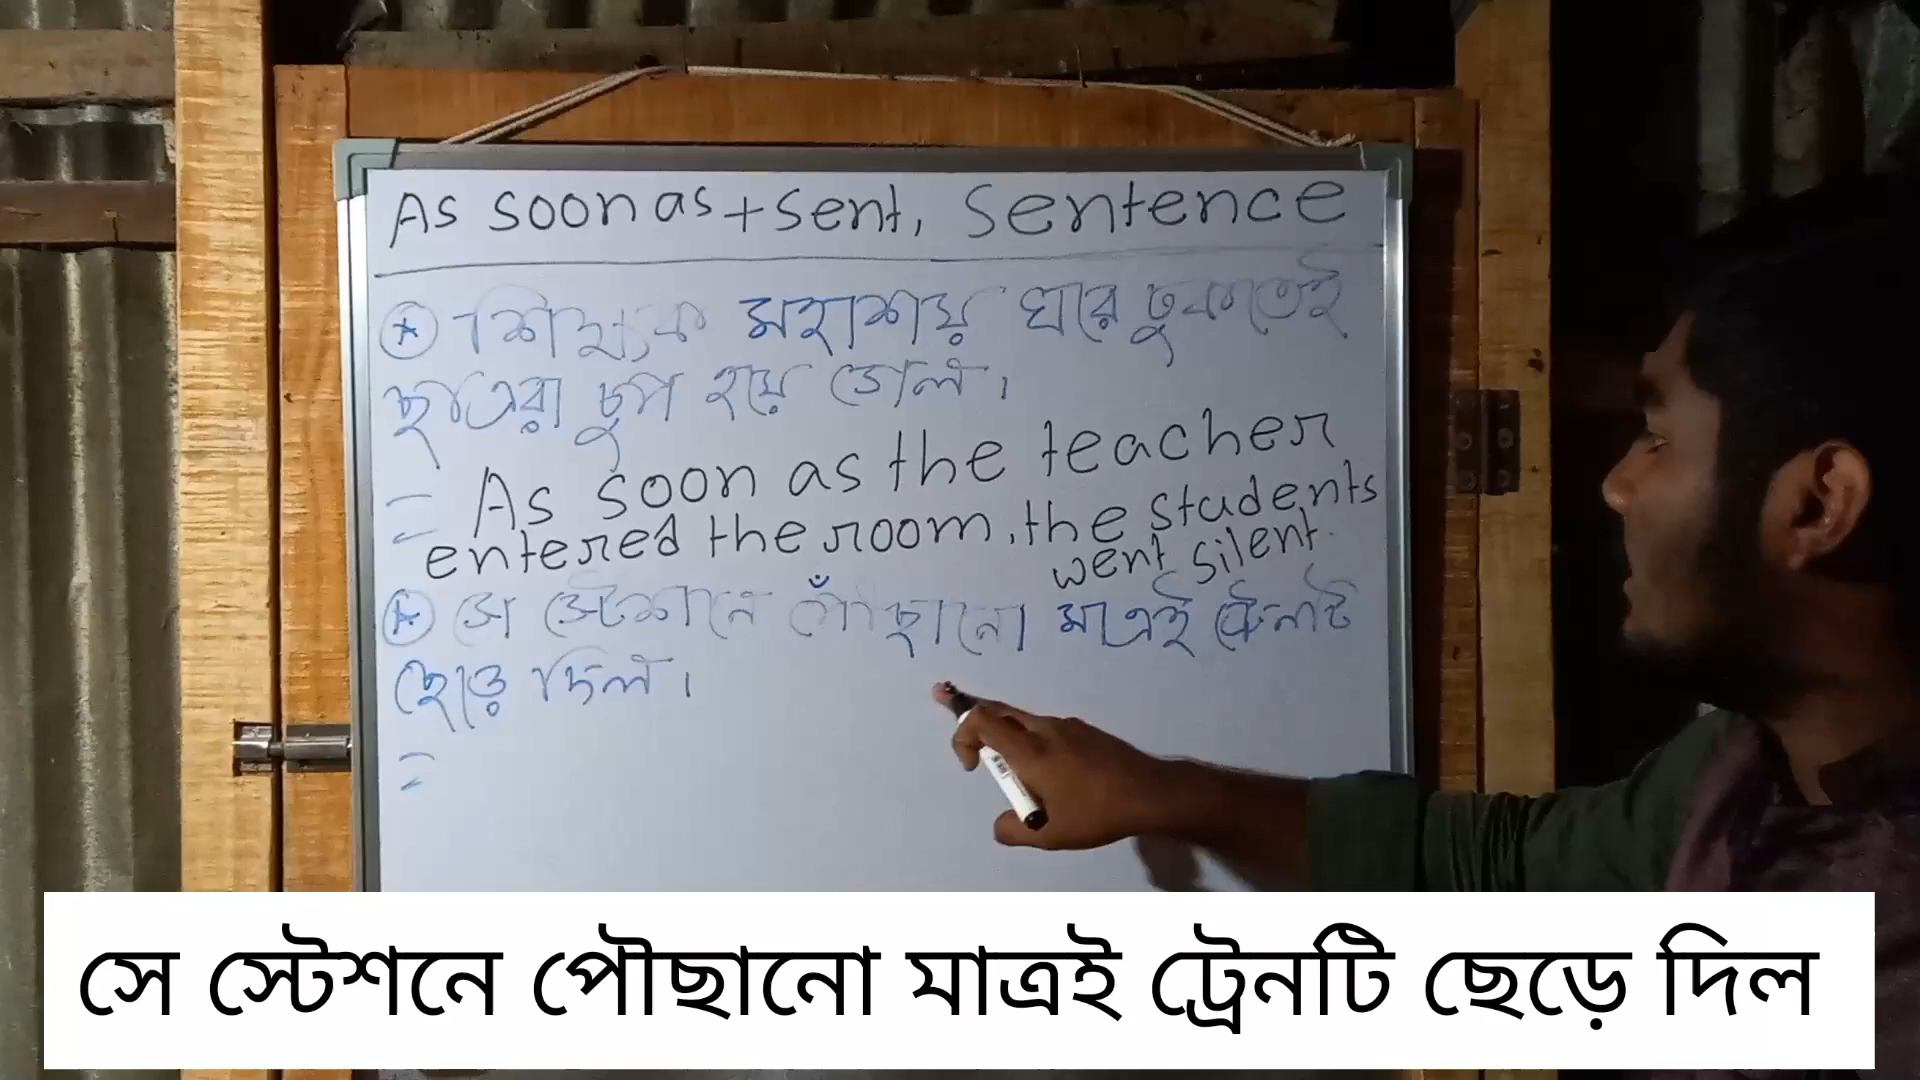 As soon as + sent, sentence
শিক্ষক মহাশয় ঘরে ঢুকতেই
ছাত্ররা চুপ হয়ে গেল।
= As soon as the teacher
entered the room, the students
went silent.
সে স্টেশানে পৌঁছানো মাত্রই ট্রেনটি
ছেড়ে দিল।
=
সে স্টেশনে পৌছানো মাত্রই ট্রেনটি ছেড়ে দিল